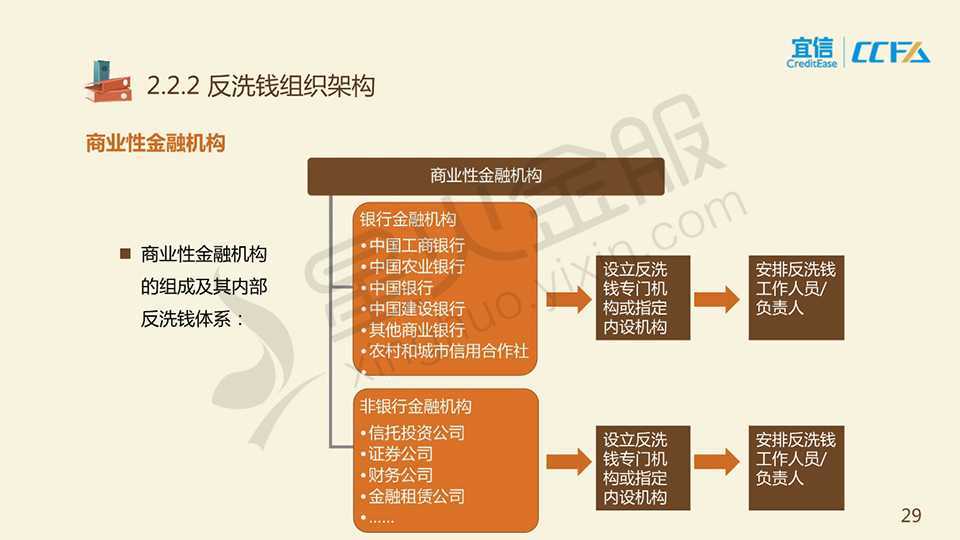 宜信
CreditEase
CCFA
2.2.2 反洗钱组织架构
商业性金融机构
商业性金融机构
银行金融机构
•中国工商银行
•中国农业银行
•中国银行
•中国建设银行
•其他商业银行
•农村和城市信用合作社
•
商业性金融机构
的组成及其内部
反洗钱体系：
设立反洗
钱专门机
构或指定
内设机构
安排反洗钱
工作人员/
负责人
非银行金融机构
•信托投资公司
•证券公司
•财务公司
•金融租赁公司
•……
设立反洗
钱专门机
构或指定
内设机构
安排反洗钱
工作人员/
负责人
29
金服
yixin.com